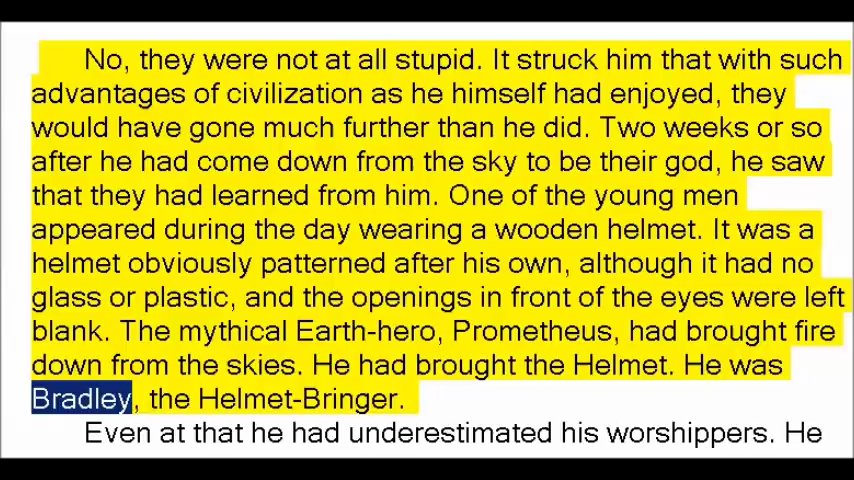 No, they were not at all stupid. It struck him that with such
advantages of civilization as he himself had enjoyed, they
would have gone much further than he did. Two weeks or so
after he had come down from the sky to be their god, he saw
that they had learned from him. One of the young men
appeared during the day wearing a wooden helmet. It was a
helmet obviously patterned after his own, although it had no
glass or plastic, and the openings in front of the eyes were left
blank. The mythical Earth-hero, Prometheus, had brought fire
down from the skies. He had brought the Helmet. He was
Bradley, the Helmet-Bringer.
Even at that he had underestimated his worshippers. He